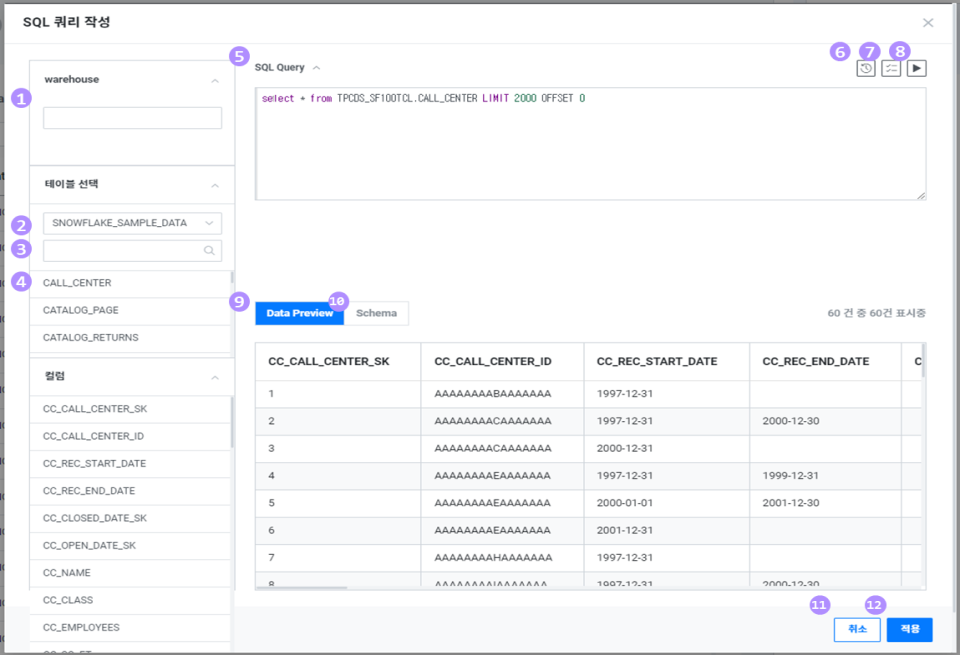 SQL 쿼리 작성
1
warehouse
테이블 선택
2
SNOWFLAKE_SAMPLE_DATA
3
4
CALL_CENTER
CATALOG_PAGE
CATALOG_RETURNS
컬럼
CC_CALL_CENTER_SK
CC_CALL_CENTER_ID
CC_REC_START_DATE
CC_REC_END_DATE
CC_CLOSED_DATE_SK
CC_OPEN_DATE_SK
CC_NAME
CC_CLASS
CC_EMPLOYEES
5
SQL Query
6 7 8
select * from TPCDS_SF100TCL.CALL_CENTER LIMIT 2000 OFFSET 0
9 10
Data Preview Schema
60 건 중 60건 표시중
CC_CALL_CENTER_SK CC_CALL_CENTER_ID CC_REC_START_DATE CC_REC_END_DATE C
1 AAAAAAAABAAAAAAA 1997-12-31
2 AAAAAAAACAAAAAAA 1997-12-31 2000-12-30
3 AAAAAAAACAAAAAAA 2000-12-31
4 AAAAAAAAEAAAAAAA 1997-12-31 1999-12-31
5 AAAAAAAAEAAAAAAA 2000-01-01 2001-12-30
6 AAAAAAAAEAAAAAAA 2001-12-31
7 AAAAAAAAHAAAAAAA 1997-12-31
8 AAAAAAAAIAAAAAAA 1997-12-31 2000-12-30
11 12
취소 적용